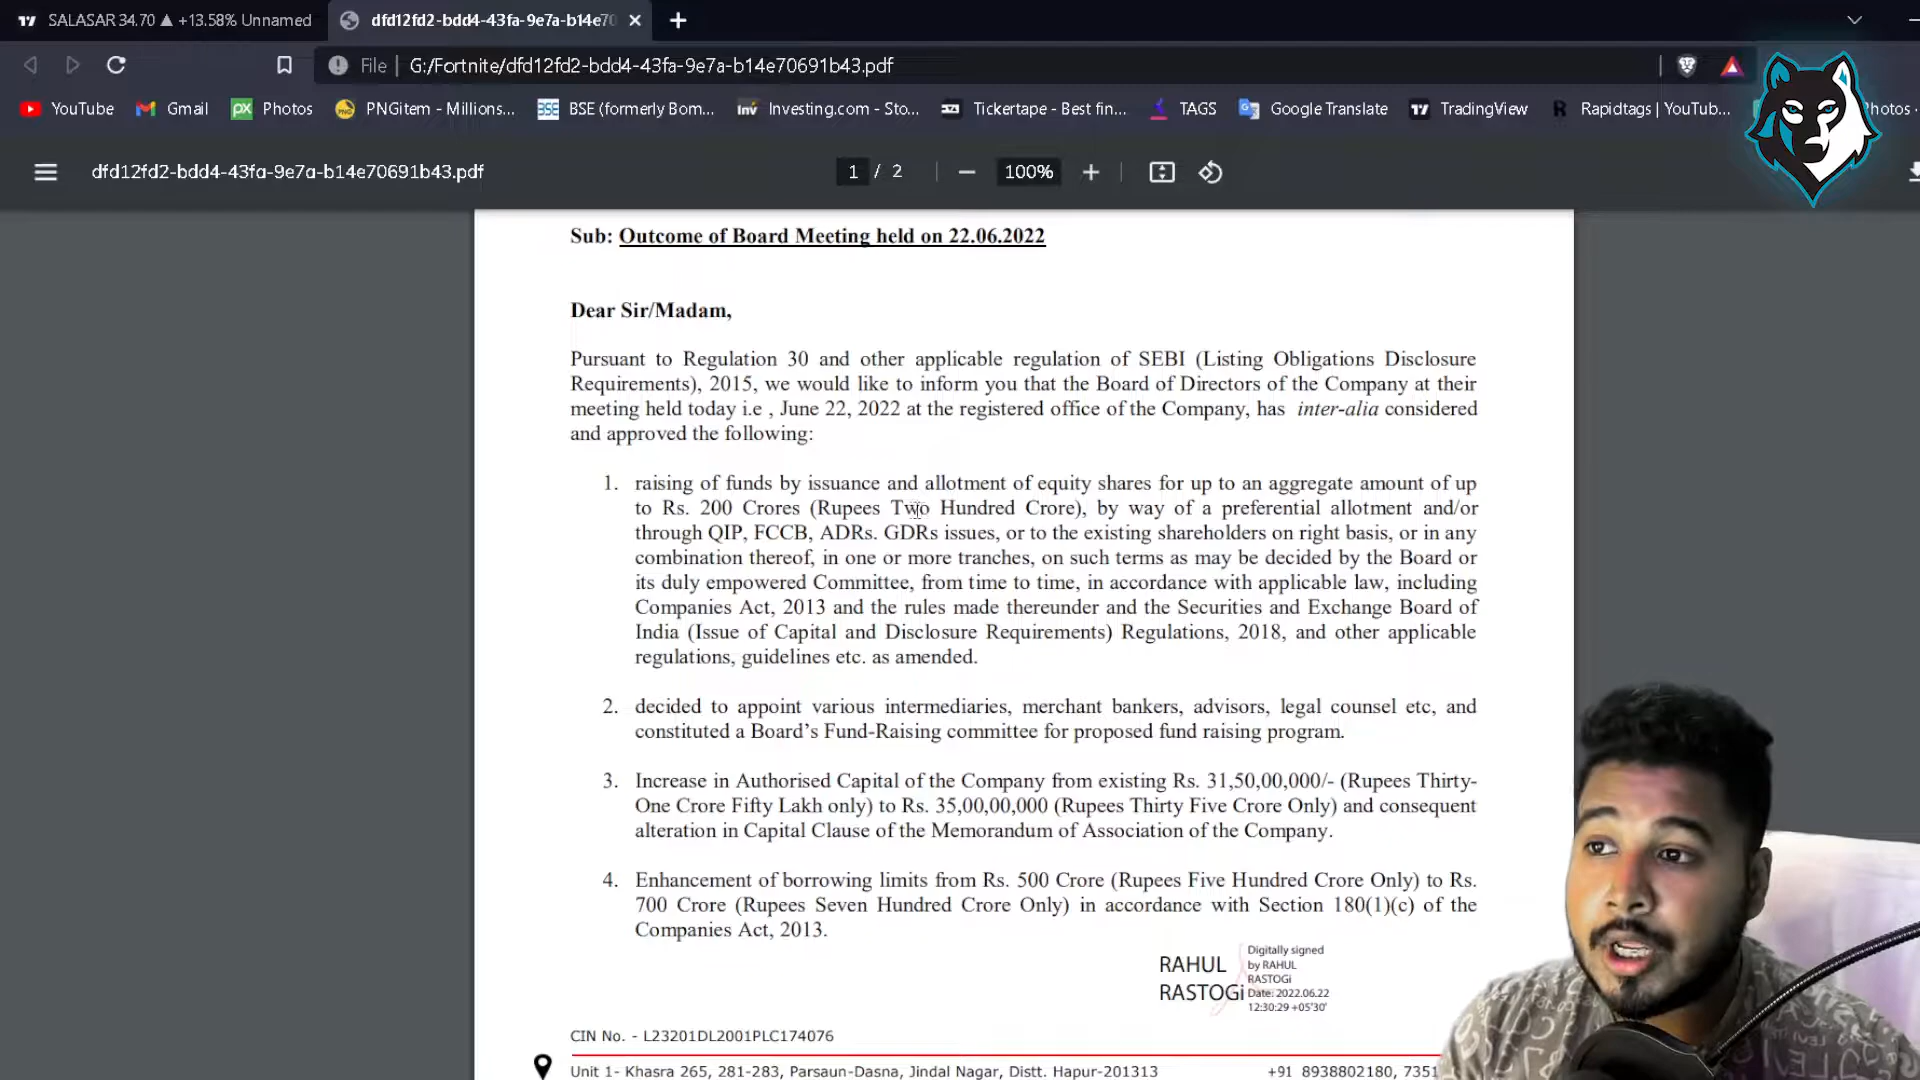 SALASAR 34.70 ▲ +13.58% Unnamed
dfd12fd2-bdd4-43fa-9e7a-b14e70
File | G:/Fortnite/dfd12fd2-bdd4-43fa-9e7a-b14e70691b43.pdf
YouTube Gmail Photos PNGitem - Millions... BSE (formerly Bom... Investing.com - Sto... Tickertape - Best fin... TAGS Google Translate TradingView Rapidtags | YouTub... Photos
dfd12fd2-bdd4-43fa-9e7a-b14e70691b43.pdf 1 / 2 100%
Sub: Outcome of Board Meeting held on 22.06.2022
Dear Sir/Madam,
Pursuant to Regulation 30 and other applicable regulation of SEBI (Listing Obligations Disclosure
Requirements), 2015, we would like to inform you that the Board of Directors of the Company at their
meeting held today i.e , June 22, 2022 at the registered office of the Company, has inter-alia considered
and approved the following:
1. raising of funds by issuance and allotment of equity shares for up to an aggregate amount of up
to Rs. 200 Crores (Rupees Two Hundred Crore), by way of a preferential allotment and/or
through QIP, FCCB, ADRs. GDRs issues, or to the existing shareholders on right basis, or in any
combination thereof, in one or more tranches, on such terms as may be decided by the Board or
its duly empowered Committee, from time to time, in accordance with applicable law, including
Companies Act, 2013 and the rules made thereunder and the Securities and Exchange Board of
India (Issue of Capital and Disclosure Requirements) Regulations, 2018, and other applicable
regulations, guidelines etc. as amended.
2. decided to appoint various intermediaries, merchant bankers, advisors, legal counsel etc, and
constituted a Board’s Fund-Raising committee for proposed fund raising program.
3. Increase in Authorised Capital of the Company from existing Rs. 31,50,00,000/- (Rupees Thirty-
One Crore Fifty Lakh only) to Rs. 35,00,00,000 (Rupees Thirty Five Crore Only) and consequent
alteration in Capital Clause of the Memorandum of Association of the Company.
4. Enhancement of borrowing limits from Rs. 500 Crore (Rupees Five Hundred Crore Only) to Rs.
700 Crore (Rupees Seven Hundred Crore Only) in accordance with Section 180(1)(c) of the
Companies Act, 2013.
RAHUL
RASTOGi
Digitally signed
by RAHUL
RASTOGi
Date: 2022.06.22
12:30:29 +05'30'
CIN No. - L23201DL2001PLC174076
Unit 1- Khasra 265, 281-283, Parsaun-Dasna, Jindal Nagar, Distt. Hapur-201313 +91 8938802180, 7351